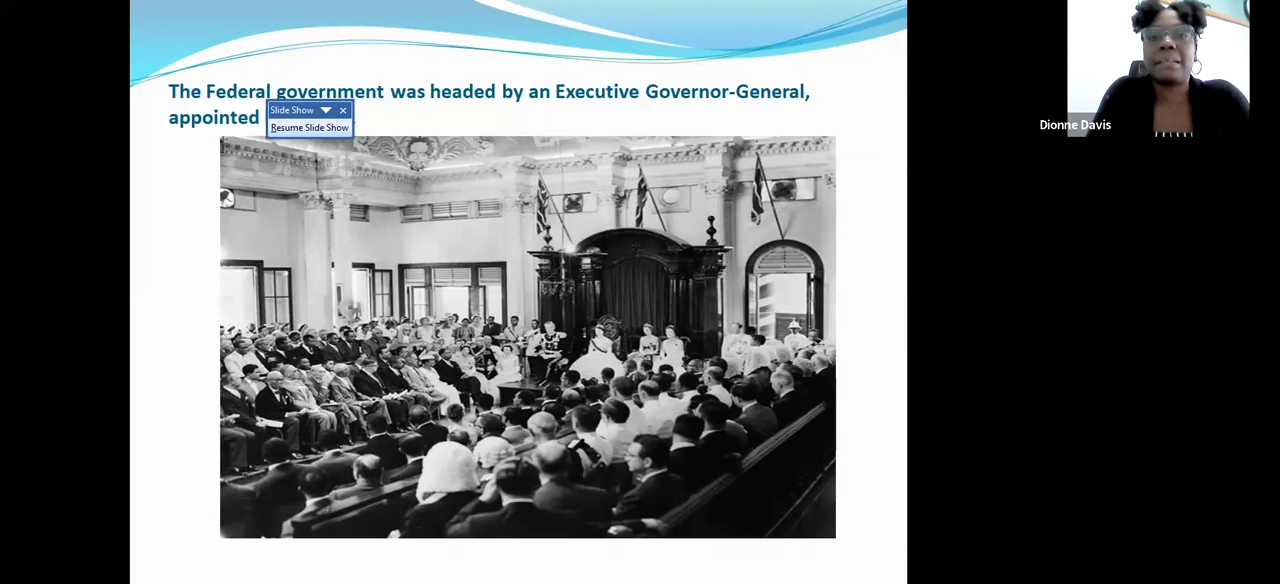 The Federal government was headed by an Executive Governor-General,
appointed
Slide Show
Resume Slide Show
Dionne Davis